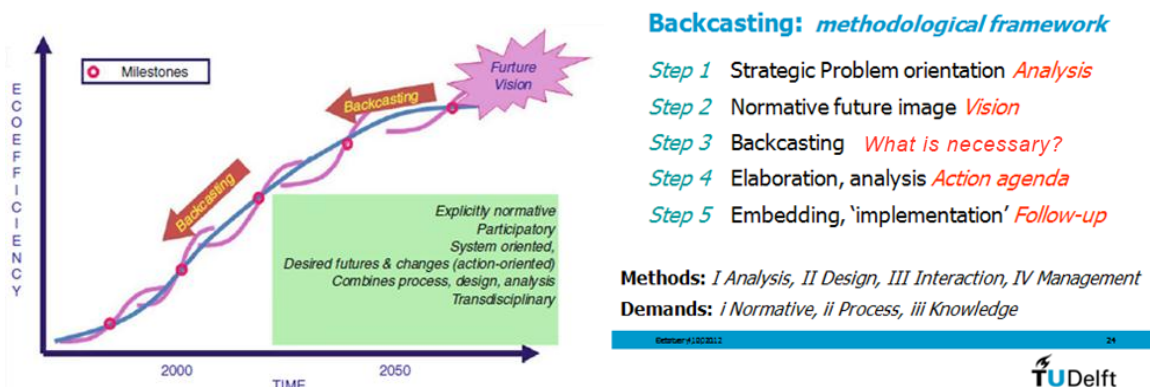 Milestones
Furture
Vision
Backcasting
Backcasting
ECOEFFICIENCY
Explicitly normative
Participatory
System oriented,
Desired futures & changes (action-oriented)
Combines process, design, analysis
Transdisciplinary
2000
2050
TIME
Backcasting: methodological framework
Step 1 Strategic Problem orientation Analysis
Step 2 Normative future image Vision
Step 3 Backcasting What is necessary?
Step 4 Elaboration, analysis Action agenda
Step 5 Embedding, ‘implementation’ Follow-up
Methods: I Analysis, II Design, III Interaction, IV Management
Demands: i Normative, ii Process, iii Knowledge
24
TUDelft